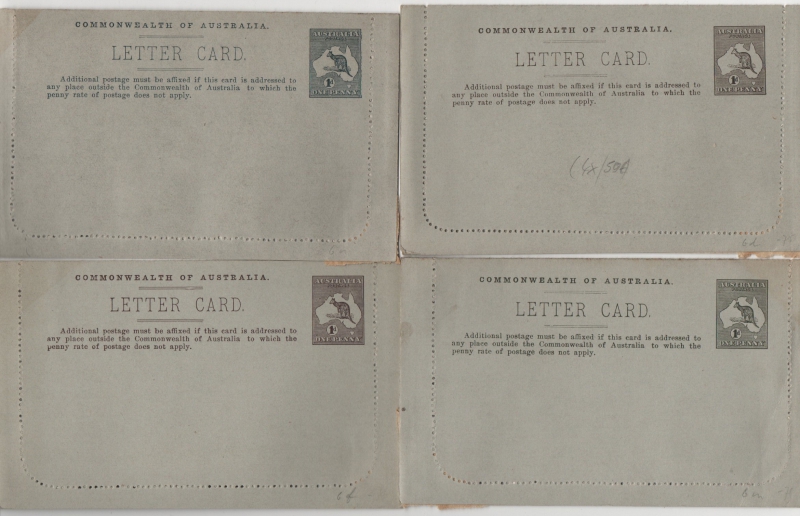 COMMONWEALTH OF AUSTRALIA.
LETTER CARD.
Additional postage must be affixed if this card is addressed to
any place outside the Commonwealth of Australia to which the
penny rate of postage does not apply.
AUSTRALIA
POSTAGE
1D
ONE PENNY
COMMONWEALTH OF AUSTRALIA.
LETTER CARD.
Additional postage must be affixed if this card is addressed to
any place outside the Commonwealth of Australia to which the
penny rate of postage does not apply.
AUSTRALIA
POSTAGE
1D
ONE PENNY
COMMONWEALTH OF AUSTRALIA.
LETTER CARD.
Additional postage must be affixed if this card is addressed to
any place outside the Commonwealth of Australia to which the
penny rate of postage does not apply.
AUSTRALIA
POSTAGE
1D
ONE PENNY
COMMONWEALTH OF AUSTRALIA.
LETTER CARD.
Additional postage must be affixed if this card is addressed to
any place outside the Commonwealth of Australia to which the
penny rate of postage does not apply.
AUSTRALIA
POSTAGE
1D
ONE PENNY